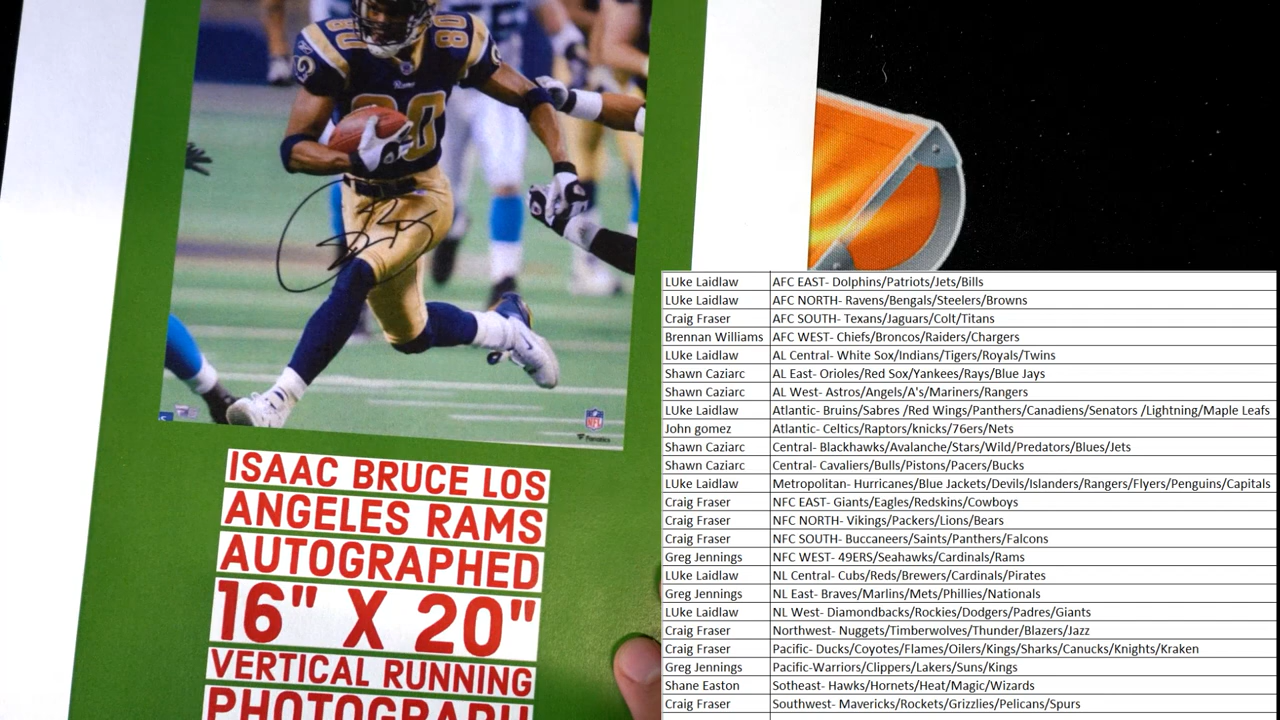 80
80
Rams
80
NFL
Fanatics
ISAAC BRUCE LOS
ANGELES RAMS
AUTOGRAPHED
16" X 20"
VERTICAL RUNNING
PHOTOGRAPH
LUke Laidlaw AFC EAST- Dolphins/Patriots/Jets/Bills
LUke Laidlaw AFC NORTH- Ravens/Bengals/Steelers/Browns
Craig Fraser AFC SOUTH- Texans/Jaguars/Colt/Titans
Brennan Williams AFC WEST- Chiefs/Broncos/Raiders/Chargers
LUke Laidlaw AL Central- White Sox/Indians/Tigers/Royals/Twins
Shawn Caziarc AL East- Orioles/Red Sox/Yankees/Rays/Blue Jays
Shawn Caziarc AL West- Astros/Angels/A's/Mariners/Rangers
LUke Laidlaw Atlantic- Bruins/Sabres /Red Wings/Panthers/Canadiens/Senators /Lightning/Maple Leafs
John gomez Atlantic- Celtics/Raptors/knicks/76ers/Nets
Shawn Caziarc Central- Blackhawks/Avalanche/Stars/Wild/Predators/Blues/Jets
Shawn Caziarc Central- Cavaliers/Bulls/Pistons/Pacers/Bucks
LUke Laidlaw Metropolitan- Hurricanes/Blue Jackets/Devils/Islanders/Rangers/Flyers/Penguins/Capitals
Craig Fraser NFC EAST- Giants/Eagles/Redskins/Cowboys
Craig Fraser NFC NORTH- Vikings/Packers/Lions/Bears
Craig Fraser NFC SOUTH- Buccaneers/Saints/Panthers/Falcons
Greg Jennings NFC WEST- 49ERS/Seahawks/Cardinals/Rams
LUke Laidlaw NL Central- Cubs/Reds/Brewers/Cardinals/Pirates
Greg Jennings NL East- Braves/Marlins/Mets/Phillies/Nationals
LUke Laidlaw NL West- Diamondbacks/Rockies/Dodgers/Padres/Giants
Craig Fraser Northwest- Nuggets/Timberwolves/Thunder/Blazers/Jazz
Craig Fraser Pacific- Ducks/Coyotes/Flames/Oilers/Kings/Sharks/Canucks/Knights/Kraken
Greg Jennings Pacific-Warriors/Clippers/Lakers/Suns/Kings
Shane Easton Sotheast- Hawks/Hornets/Heat/Magic/Wizards
Craig Fraser Southwest- Mavericks/Rockets/Grizzlies/Pelicans/Spurs